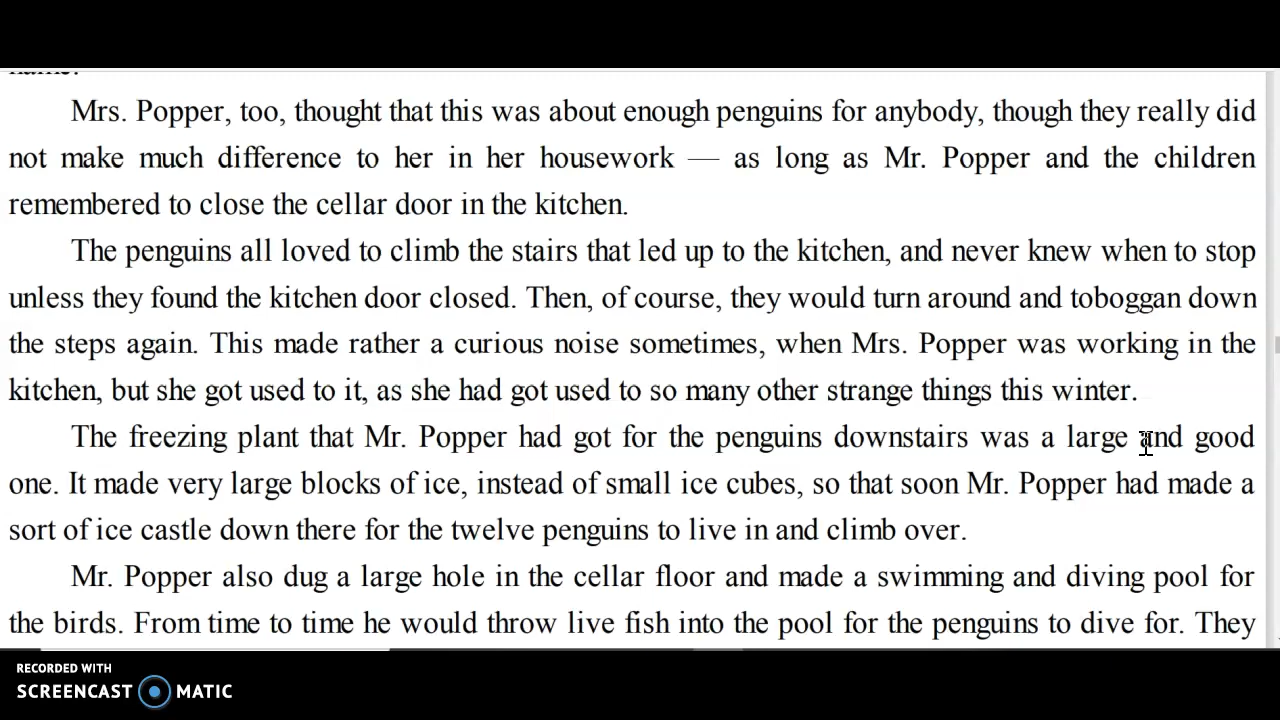 Mrs. Popper, too, thought that this was about enough penguins for anybody, though they really did
not make much difference to her in her housework — as long as Mr. Popper and the children
remembered to close the cellar door in the kitchen.
The penguins all loved to climb the stairs that led up to the kitchen, and never knew when to stop
unless they found the kitchen door closed. Then, of course, they would turn around and toboggan down
the steps again. This made rather a curious noise sometimes, when Mrs. Popper was working in the
kitchen, but she got used to it, as she had got used to so many other strange things this winter.
The freezing plant that Mr. Popper had got for the penguins downstairs was a large and good
one. It made very large blocks of ice, instead of small ice cubes, so that soon Mr. Popper had made a
sort of ice castle down there for the twelve penguins to live in and climb over.
Mr. Popper also dug a large hole in the cellar floor and made a swimming and diving pool for
the birds. From time to time he would throw live fish into the pool for the penguins to dive for. They
RECORDED WITH
SCREENCAST MATIC